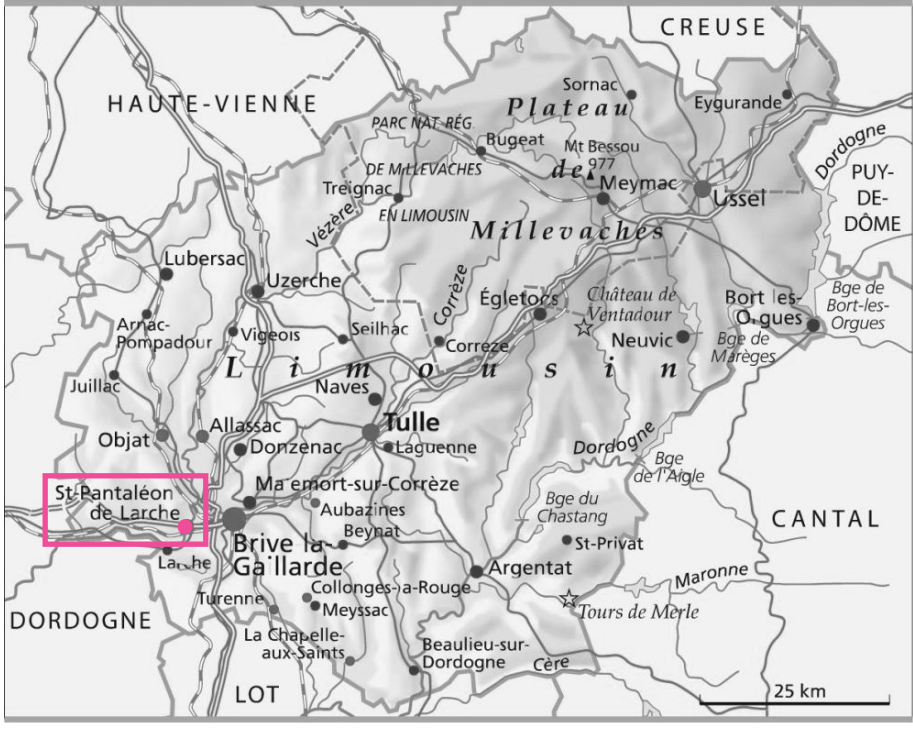 CREUSE
HAUTE-VIENNE
Sornac
Eygurande
Plateau
PARC NAT. RÉG.
Bugeat
Mt Bessou
977
Dordogne
DE MILLEVACHES
de
Meymac
PUY-
DE-
DÔME
Treignac
Ussel
EN LIMOUSIN
Vézère
Millevaches
Lubersac
Uzerche
Corrèze
Égletons
Château de
Ventadour
Bort les-
Orgues
Bge de
Bort-les-
Orgues
Arnac-
Pompadour
Vigeois
Seilhac
Corrèze
Neuvic
Bge de
Marèges
Limousin
Juillac
Naves
Objat
Allassac
Tulle
Donzenac
Laguenne
Dordogne
Bge
de l'Aigle
St-Pantaléon
de Larche
Malemort-sur-Corrèze
Aubazines
Bge du
Chastang
CANTAL
Brive la-
Gaillarde
Beynat
St-Privat
Larche
Argentat
Maronne
Turenne
Collonges-la-Rouge
Meyssac
Tours de Merle
DORDOGNE
La Chapelle-
aux-Saints
Beaulieu-sur-
Dordogne
Cère
LOT
25 km